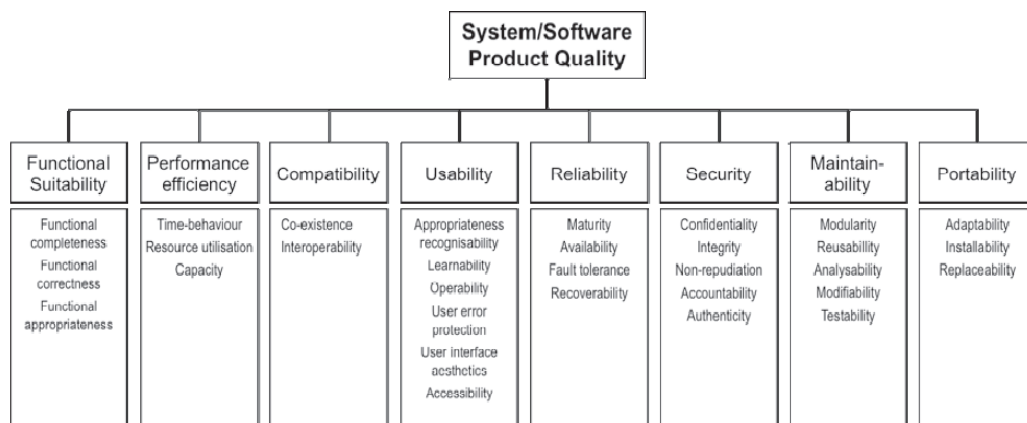 System/Software
Product Quality
Functional
Suitability
Performance
efficiency
Compatibility
Usability
Reliability
Security
Maintain-
ability
Portability
Functional
completeness
Functional
correctness
Functional
appropriateness
Time-behaviour
Resource utilisation
Capacity
Co-existence
Interoperability
Appropriateness
recognisability
Learnability
Operability
User error
protection
User interface
aesthetics
Accessibility
Maturity
Availability
Fault tolerance
Recoverability
Confidentiality
Integrity
Non-repudiation
Accountability
Authenticity
Modularity
Reusabillity
Analysability
Modifiability
Testability
Adaptability
Installability
Replaceability